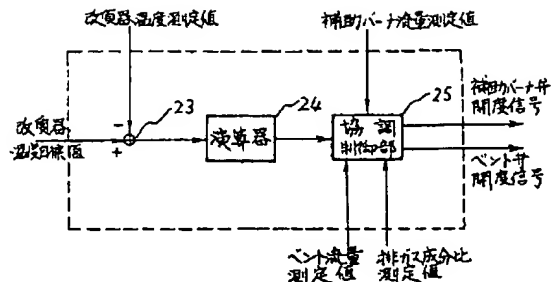 改質器温度測定値
補助バーナ流量測定値
改質器
温度目標値
−
+
23
演算器
24
協調
制御部
25
補助バーナ弁
開度信号
ベント弁
開度信号
ベント流量
測定値
排ガス成分比
測定値